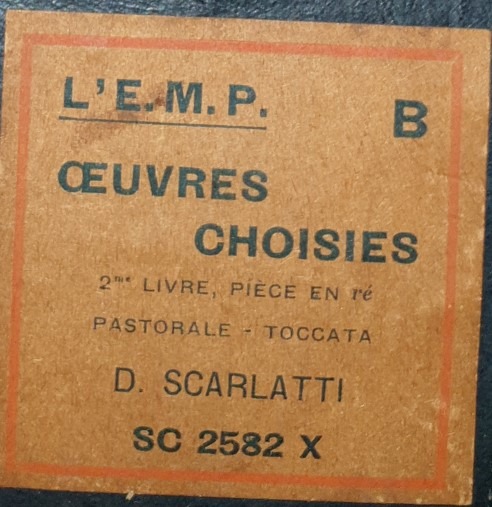 L'E.M.P.
B
ŒUVRES
CHOISIES
2me LIVRE, PIÈCE EN ré
PASTORALE - TOCCATA
D. SCARLATTI
SC 2582 X